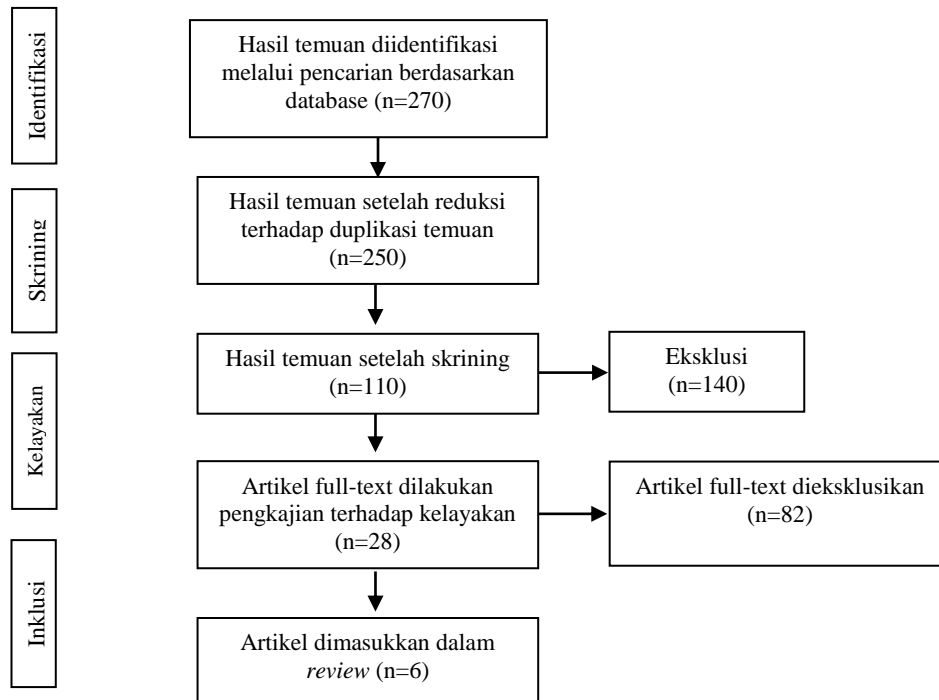 Identifikasi
Hasil temuan diidentifikasi
melalui pencarian berdasarkan
database (n=270)
Skrining
Hasil temuan setelah reduksi
terhadap duplikasi temuan
(n=250)
Hasil temuan setelah skrining
(n=110)
Eksklusi
(n=140)
Kelayakan
Artikel full-text dilakukan
pengkajian terhadap kelayakan
(n=28)
Artikel full-text dieksklusikan
(n=82)
Inklusi
Artikel dimasukkan dalam
review (n=6)